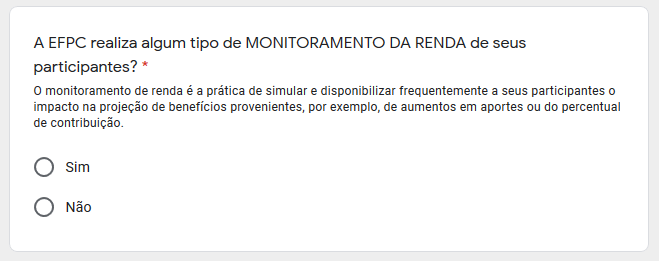 A EFPC realiza algum tipo de MONITORAMENTO DA RENDA de seus
participantes? *
O monitoramento de renda é a prática de simular e disponibilizar frequentemente a seus participantes o
impacto na projeção de benefícios provenientes, por exemplo, de aumentos em aportes ou do percentual
de contribuição.
Sim
Não